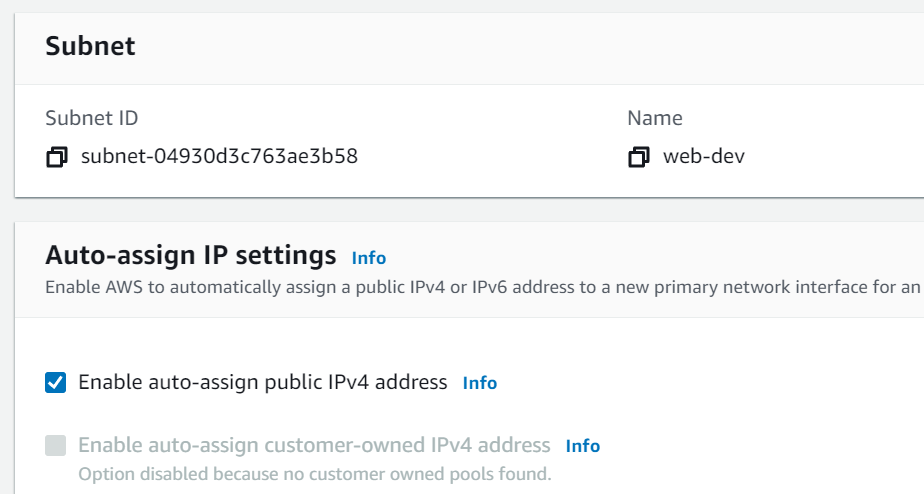 Subnet
Subnet ID
Name
subnet-04930d3c763ae3b58
web-dev
Auto-assign IP settings Info
Enable AWS to automatically assign a public IPv4 or IPv6 address to a new primary network interface for an
Enable auto-assign public IPv4 address Info
Enable auto-assign customer-owned IPv4 address Info
Option disabled because no customer owned pools found.